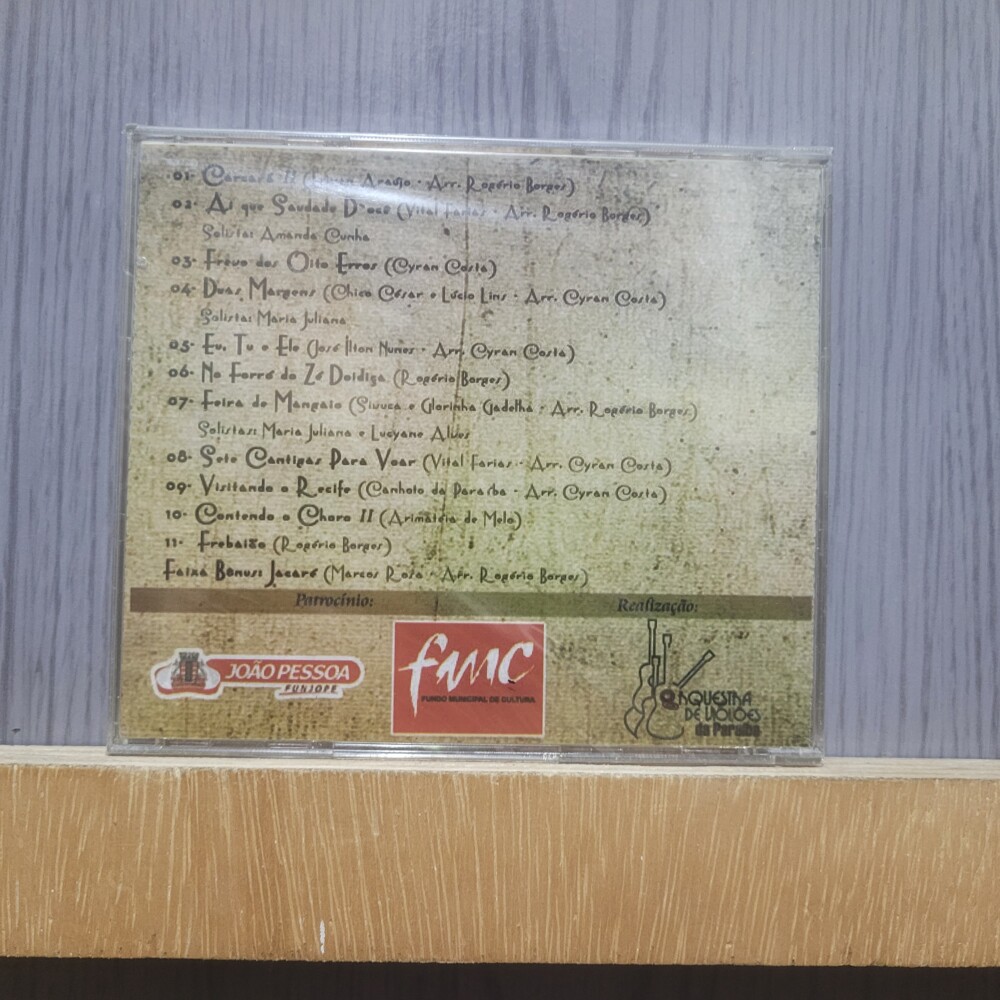 01- II Araújo - Arr. Rogério Borges)
02- Ai que Saudade D'ocê (Vital Farias - Arr. Rogério Borges)
Solista: Amanda Cunha
03- Frevo dos Oito Erros (Cyran Costa)
04- Duas Margens (Chico César e Lúcio Lins - Arr. Cyran Costa)
Solista: Maria Juliana
05- Eu, Tu e Ele (José Ilton Nunes - Arr. Cyran Costa)
06- No Forró do Zé Doidiça (Rogério Borges)
07- Feira de Mangaio (Sivuca e Glorinha Gadelha - Arr. Rogério Borges)
Solistas: Maria Juliana e Lucyane Alves
08- Sete Cantigas Para Voar (Vital Farias - Arr. Cyran Costa)
09- Visitando o Recife (Canhoto da Paraíba - Arr. Cyran Costa)
10- Contendo o Choro II (Arimatéia de Melo)
11- Frebaião (Rogério Borges)
Faixa Bônus: Jacaré (Marcos Rosa - Arr. Rogério Borges)
Patrocínio: Realização:
JOÃO PESSOA
FUNJOPE
fmc
FUNDO MUNICIPAL DE CULTURA
ORQUESTRA
DE VIOLÕES
da Paraíba